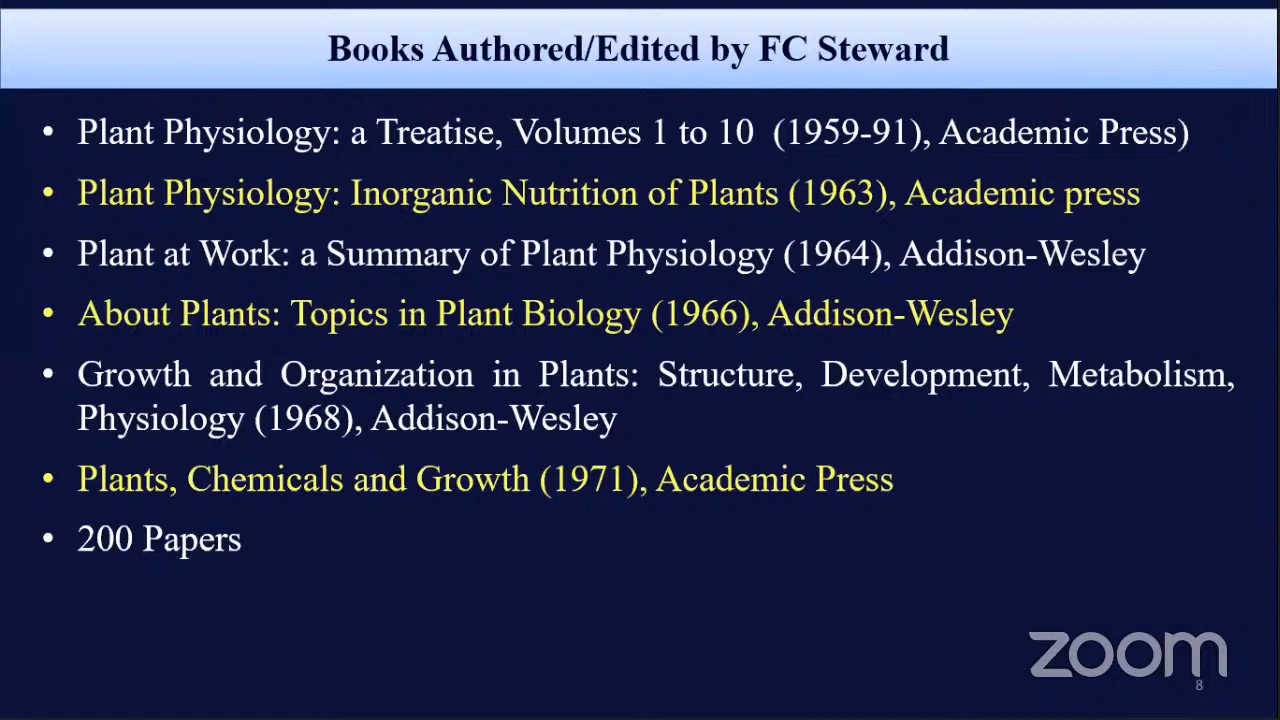 Books Authored/Edited by FC Steward
• Plant Physiology: a Treatise, Volumes 1 to 10 (1959-91), Academic Press)
• Plant Physiology: Inorganic Nutrition of Plants (1963), Academic press
• Plant at Work: a Summary of Plant Physiology (1964), Addison-Wesley
• About Plants: Topics in Plant Biology (1966), Addison-Wesley
• Growth and Organization in Plants: Structure, Development, Metabolism,
Physiology (1968), Addison-Wesley
• Plants, Chemicals and Growth (1971), Academic Press
• 200 Papers
zoom
8